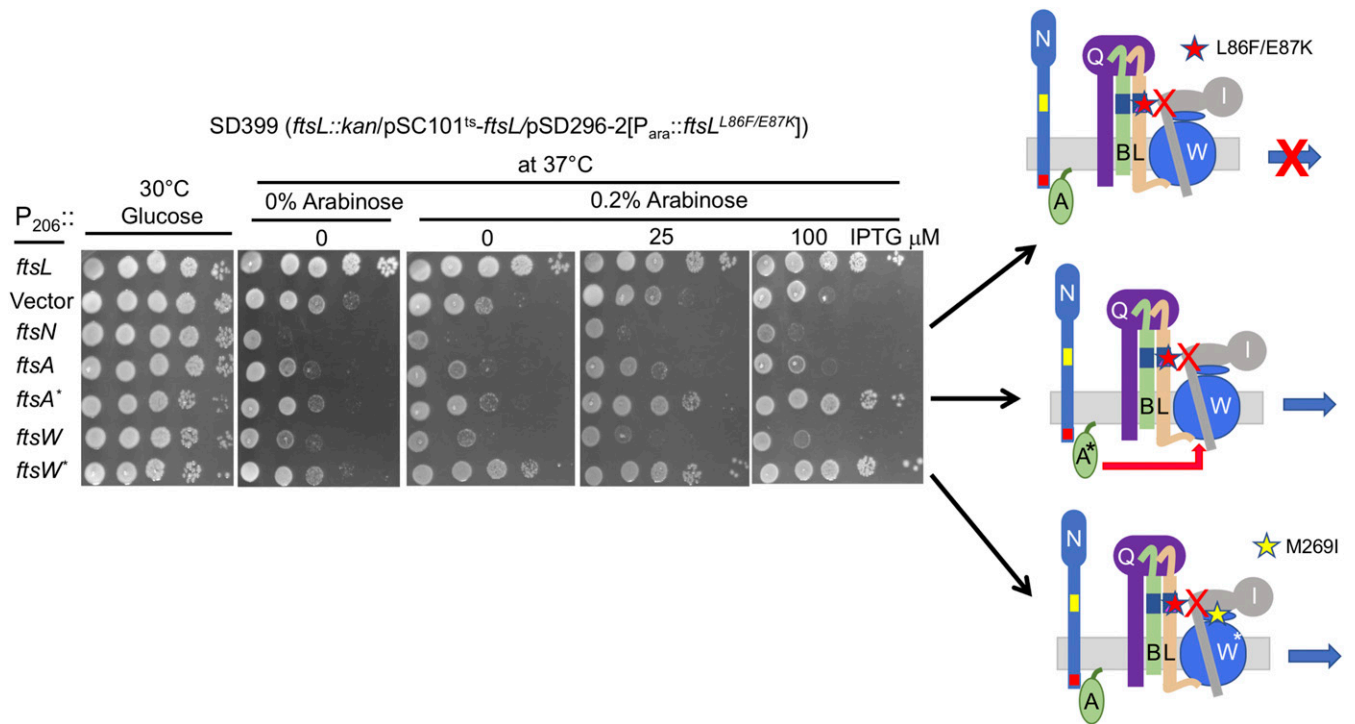 SD399 (ftsL::kan/pSC101ts-ftsL/pSD296-2[Para::ftsLL86F/E87K])
at 37°C
30°C
Glucose
0% Arabinose
0.2% Arabinose
P206::
0
0
25
100
IPTG µM
ftsL
Vector
ftsN
ftsA
ftsA*
ftsW
ftsW*
N
Q
L86F/E87K
X
I
B
L
W
A
X
N
Q
X
I
B
L
W
A*
N
Q
M269I
X
I
B
L
W*
A